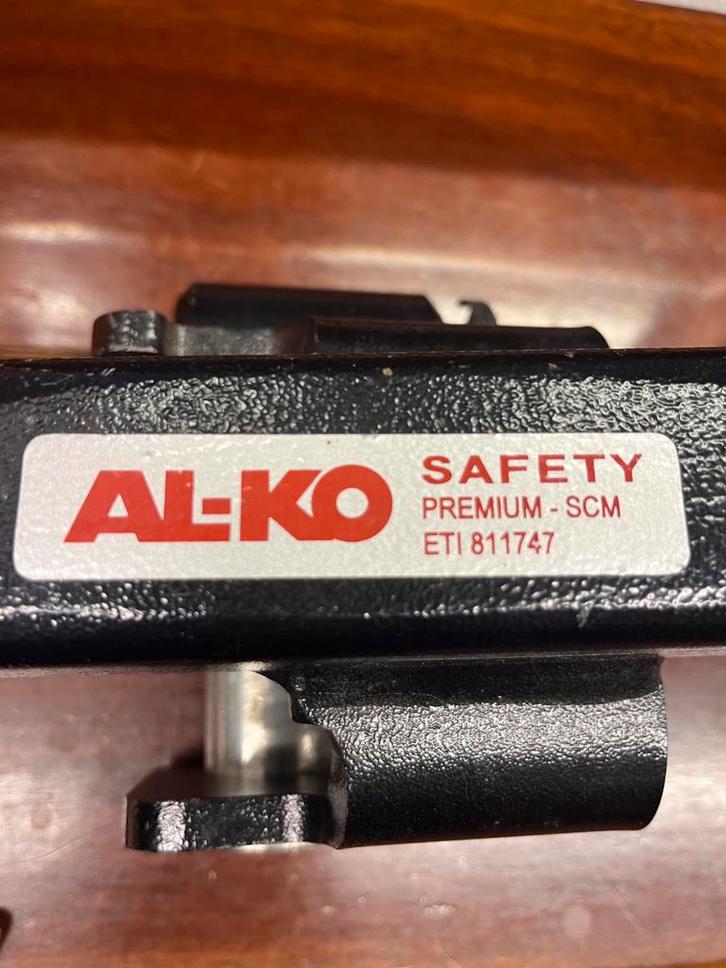 AL-KO
SAFETY
PREMIUM - SCM
ETI 811747